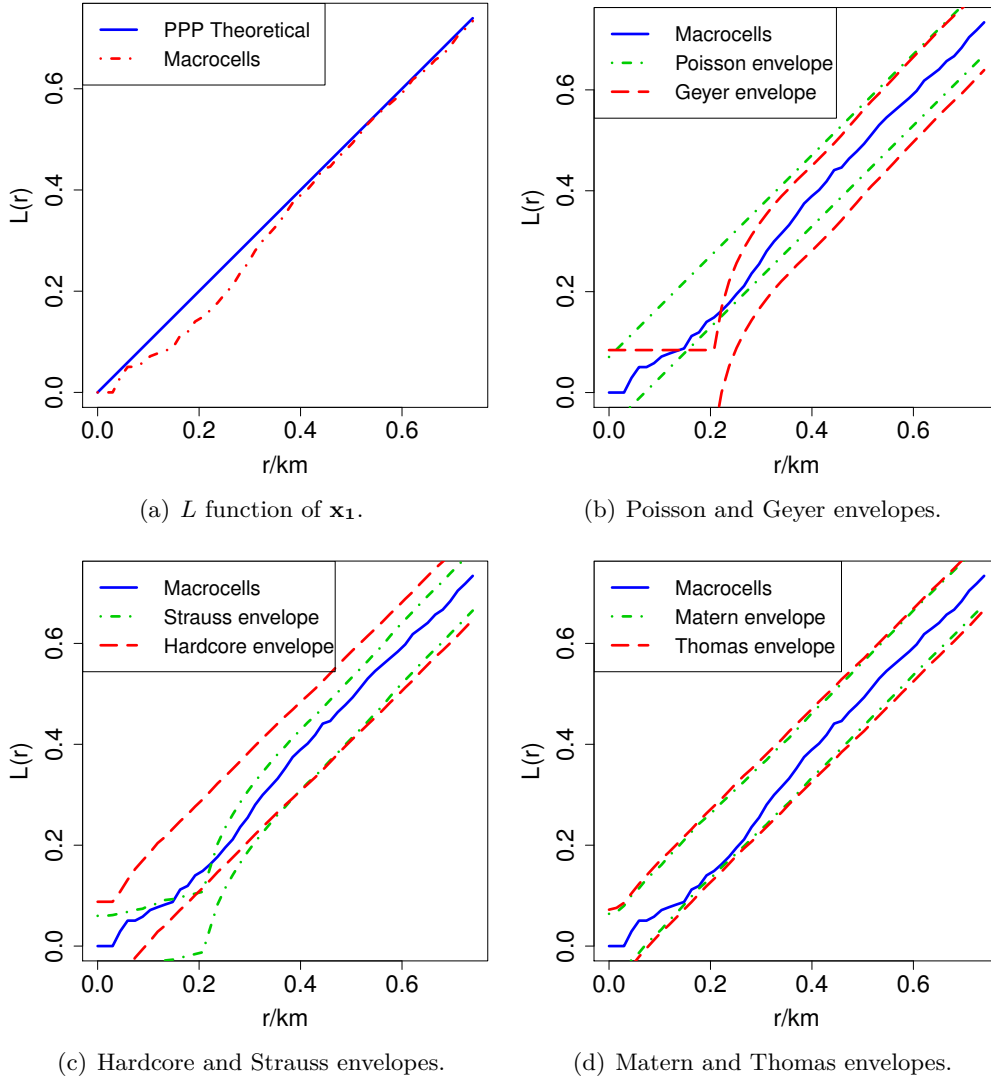 PPP Theoretical
Macrocells
L(r)
0.0 0.2 0.4 0.6
0.0 0.2 0.4 0.6
r/km
(a) L function of x₁.
Macrocells
Poisson envelope
Geyer envelope
L(r)
0.0 0.2 0.4 0.6
0.0 0.2 0.4 0.6
r/km
(b) Poisson and Geyer envelopes.
Macrocells
Strauss envelope
Hardcore envelope
L(r)
0.0 0.2 0.4 0.6
0.0 0.2 0.4 0.6
r/km
(c) Hardcore and Strauss envelopes.
Macrocells
Matern envelope
Thomas envelope
L(r)
0.0 0.2 0.4 0.6
0.0 0.2 0.4 0.6
r/km
(d) Matern and Thomas envelopes.